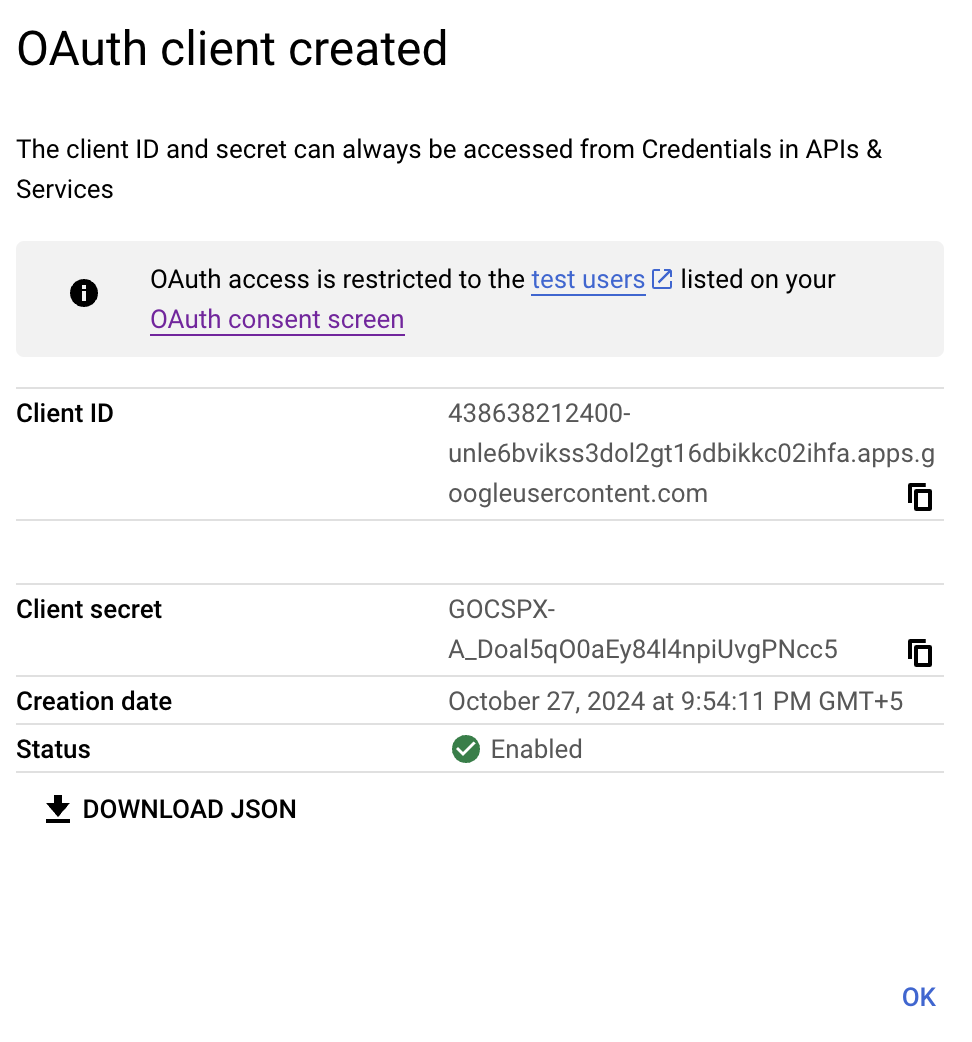 OAuth client created
The client ID and secret can always be accessed from Credentials in APIs &
Services
OAuth access is restricted to the test users listed on your
OAuth consent screen
Client ID
438638212400-
unle6bvikss3dol2gt16dbikkc02ihfa.apps.g
oogleusercontent.com
Client secret
GOCSPX-
A_Doal5qO0aEy84l4npiUvgPNcc5
Creation date
October 27, 2024 at 9:54:11 PM GMT+5
Status
Enabled
DOWNLOAD JSON
OK